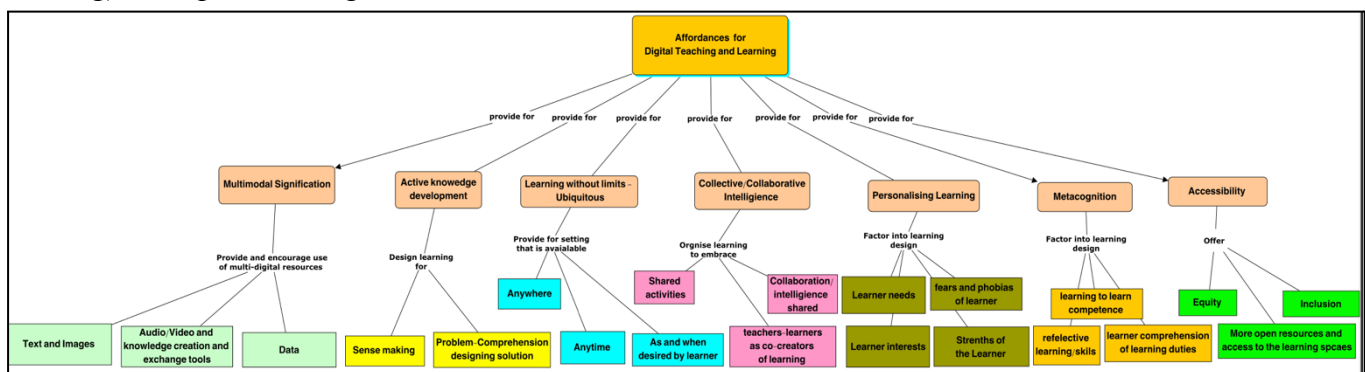 Affordances for
Digital Teaching and Learning
provide for
provide for
provide for
provide for
provide for
provide for
provide for
Multimodal Signification
Active knowedge
development
Learning without limits -
Ubiquitous
Collective/Collaborative
Intelligience
Personalising Learning
Metacognition
Accessibility
Provide and encourage use
of multi-digital resources
Design learning
for
Provide for setting
that is avaialable
Orgnise learning
to embrace
Factor into learning
design
Factor into learning
design
Offer
Text and Images
Audio/Video and
knowledge creation and
exchange tools
Data
Sense making
Problem-Comprehension
designing solution
Anywhere
Anytime
As and when
desired by learner
Shared
activities
Collaboration/
intelligience
shared
teachers-learners
as co-creators
of learning
Learner needs
fears and phobias
of learner
Learner interests
Strenths of
the Learner
learning to learn
competence
refelective
learning/skils
learner comprehension
of learning duties
Equity
Inclusion
More open resources and
access to the learning spcaes